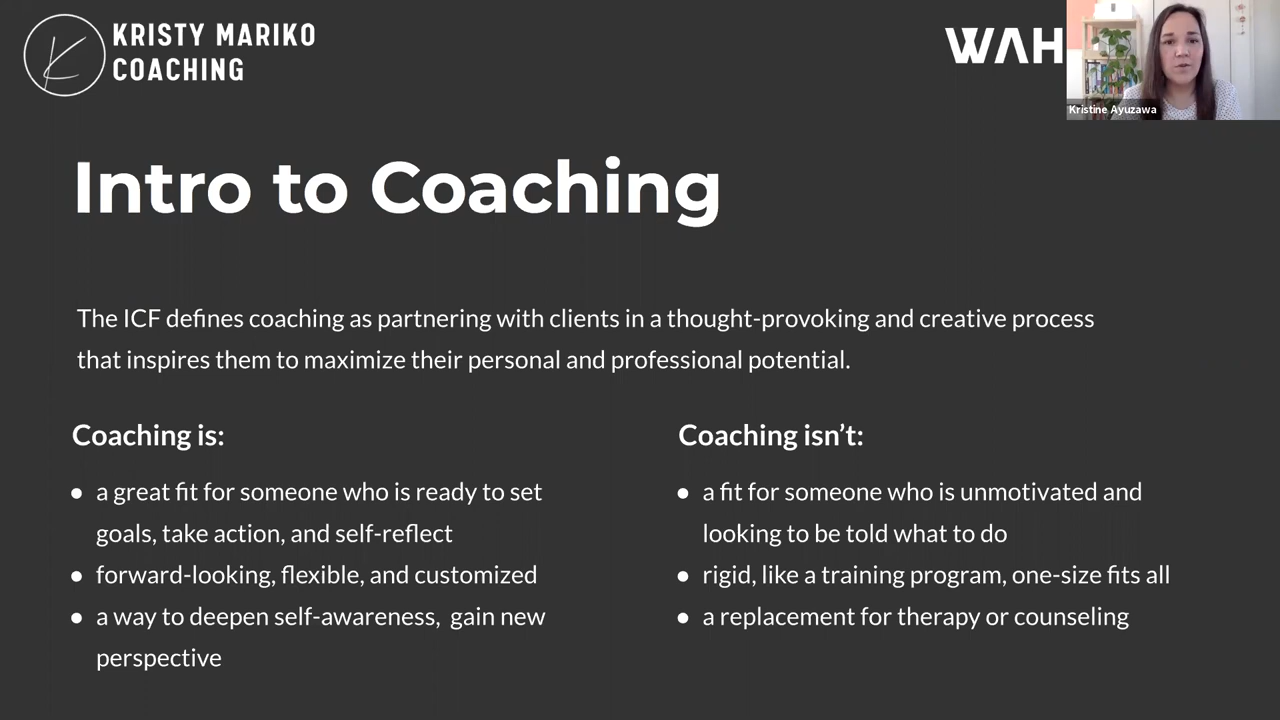 KRISTY MARIKO
COACHING
WAH
Kristine Ayuzawa
Intro to Coaching
The ICF defines coaching as partnering with clients in a thought-provoking and creative process
that inspires them to maximize their personal and professional potential.
Coaching is:
● a great fit for someone who is ready to set
goals, take action, and self-reflect
● forward-looking, flexible, and customized
● a way to deepen self-awareness,  gain new
perspective
Coaching isn’t:
● a fit for someone who is unmotivated and
looking to be told what to do
● rigid, like a training program, one-size fits all
● a replacement for therapy or counseling